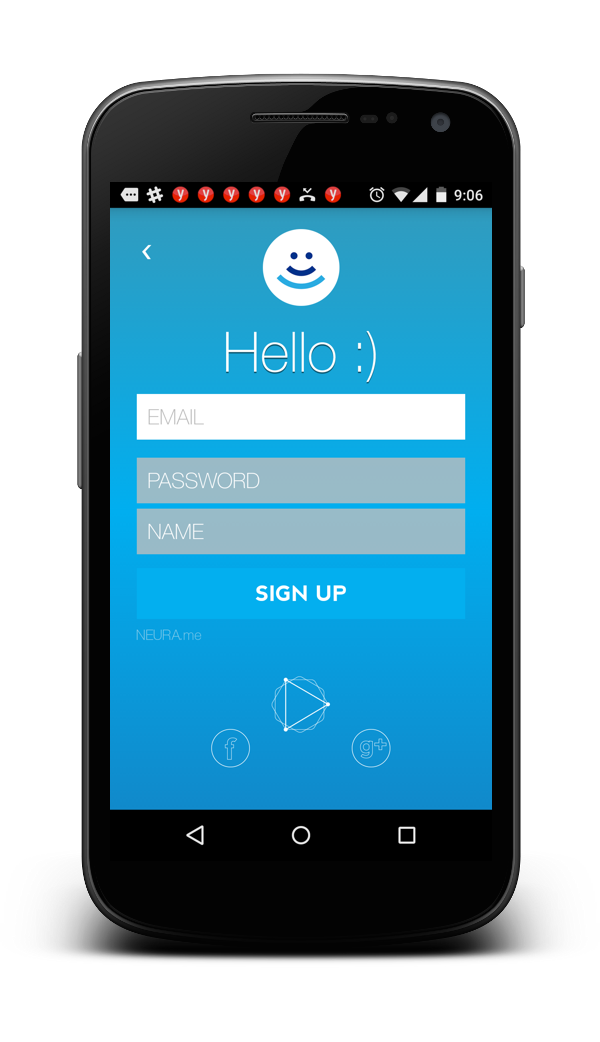 y y y y y y 9:06
Hello :)
EMAIL
PASSWORD
NAME
SIGN UP
NEURA.me
f g+